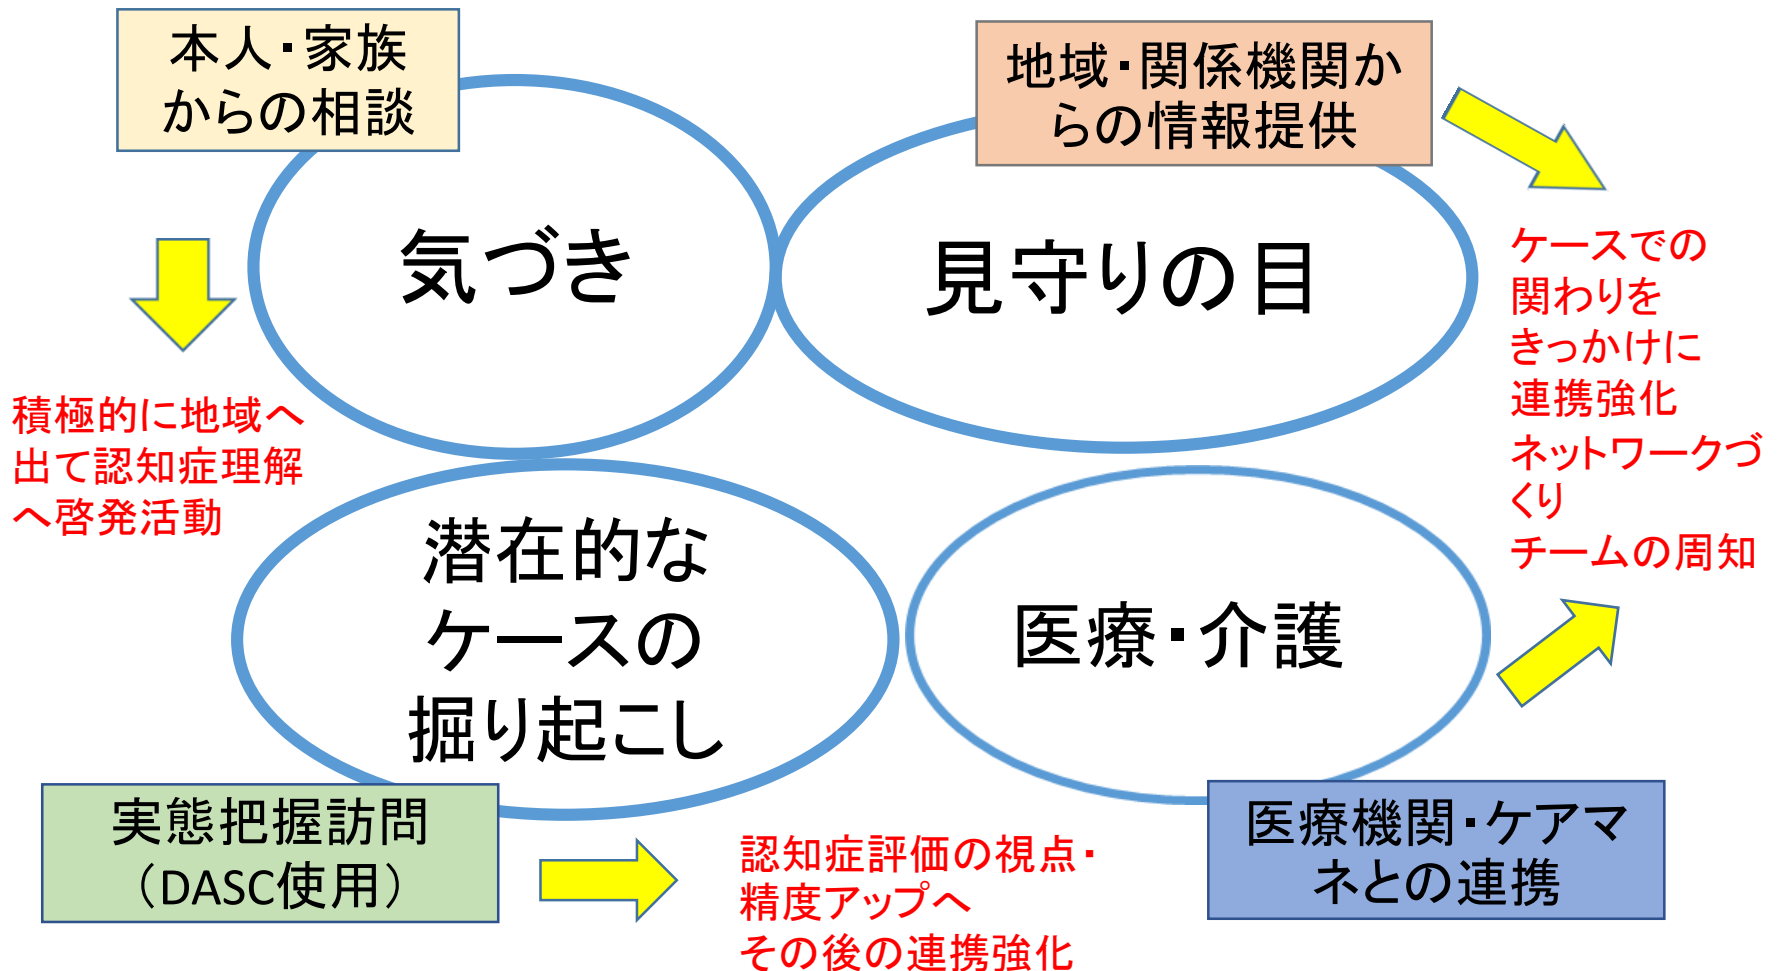 本人・家族
からの相談
地域・関係機関か
らの情報提供
気づき
見守りの目
ケースでの
関わりを
きっかけに
連携強化
ネットワークづ
くり
チームの周知
積極的に地域へ
出て認知症理解
へ啓発活動
潜在的な
ケースの
掘り起こし
医療・介護
実態把握訪問
（DASC使用）
認知症評価の視点・
精度アップへ
その後の連携強化
医療機関・ケアマ
ネとの連携